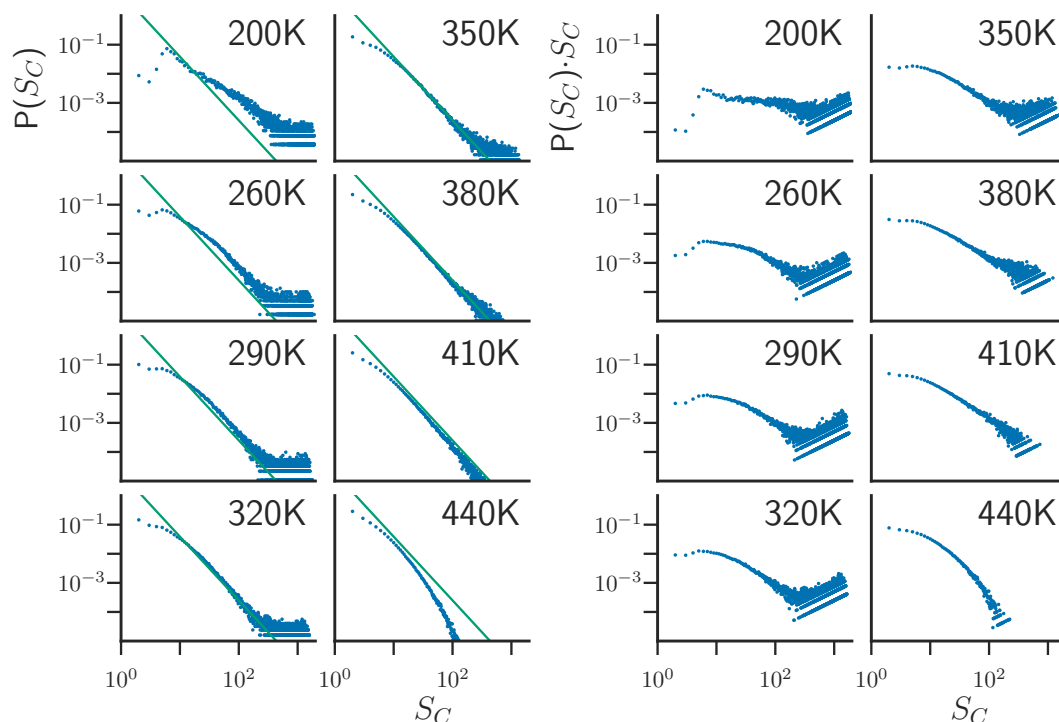 P(S_C)
200K
350K
10^{-1}
10^{-3}
260K
380K
10^{-1}
10^{-3}
290K
410K
10^{-1}
10^{-3}
320K
440K
10^{-1}
10^{-3}
10^0
10^2
10^0
10^2
S_C
P(S_C)·S_C
200K
350K
10^{-1}
10^{-3}
260K
380K
10^{-1}
10^{-3}
290K
410K
10^{-1}
10^{-3}
320K
440K
10^{-1}
10^{-3}
10^0
10^2
10^0
10^2
S_C